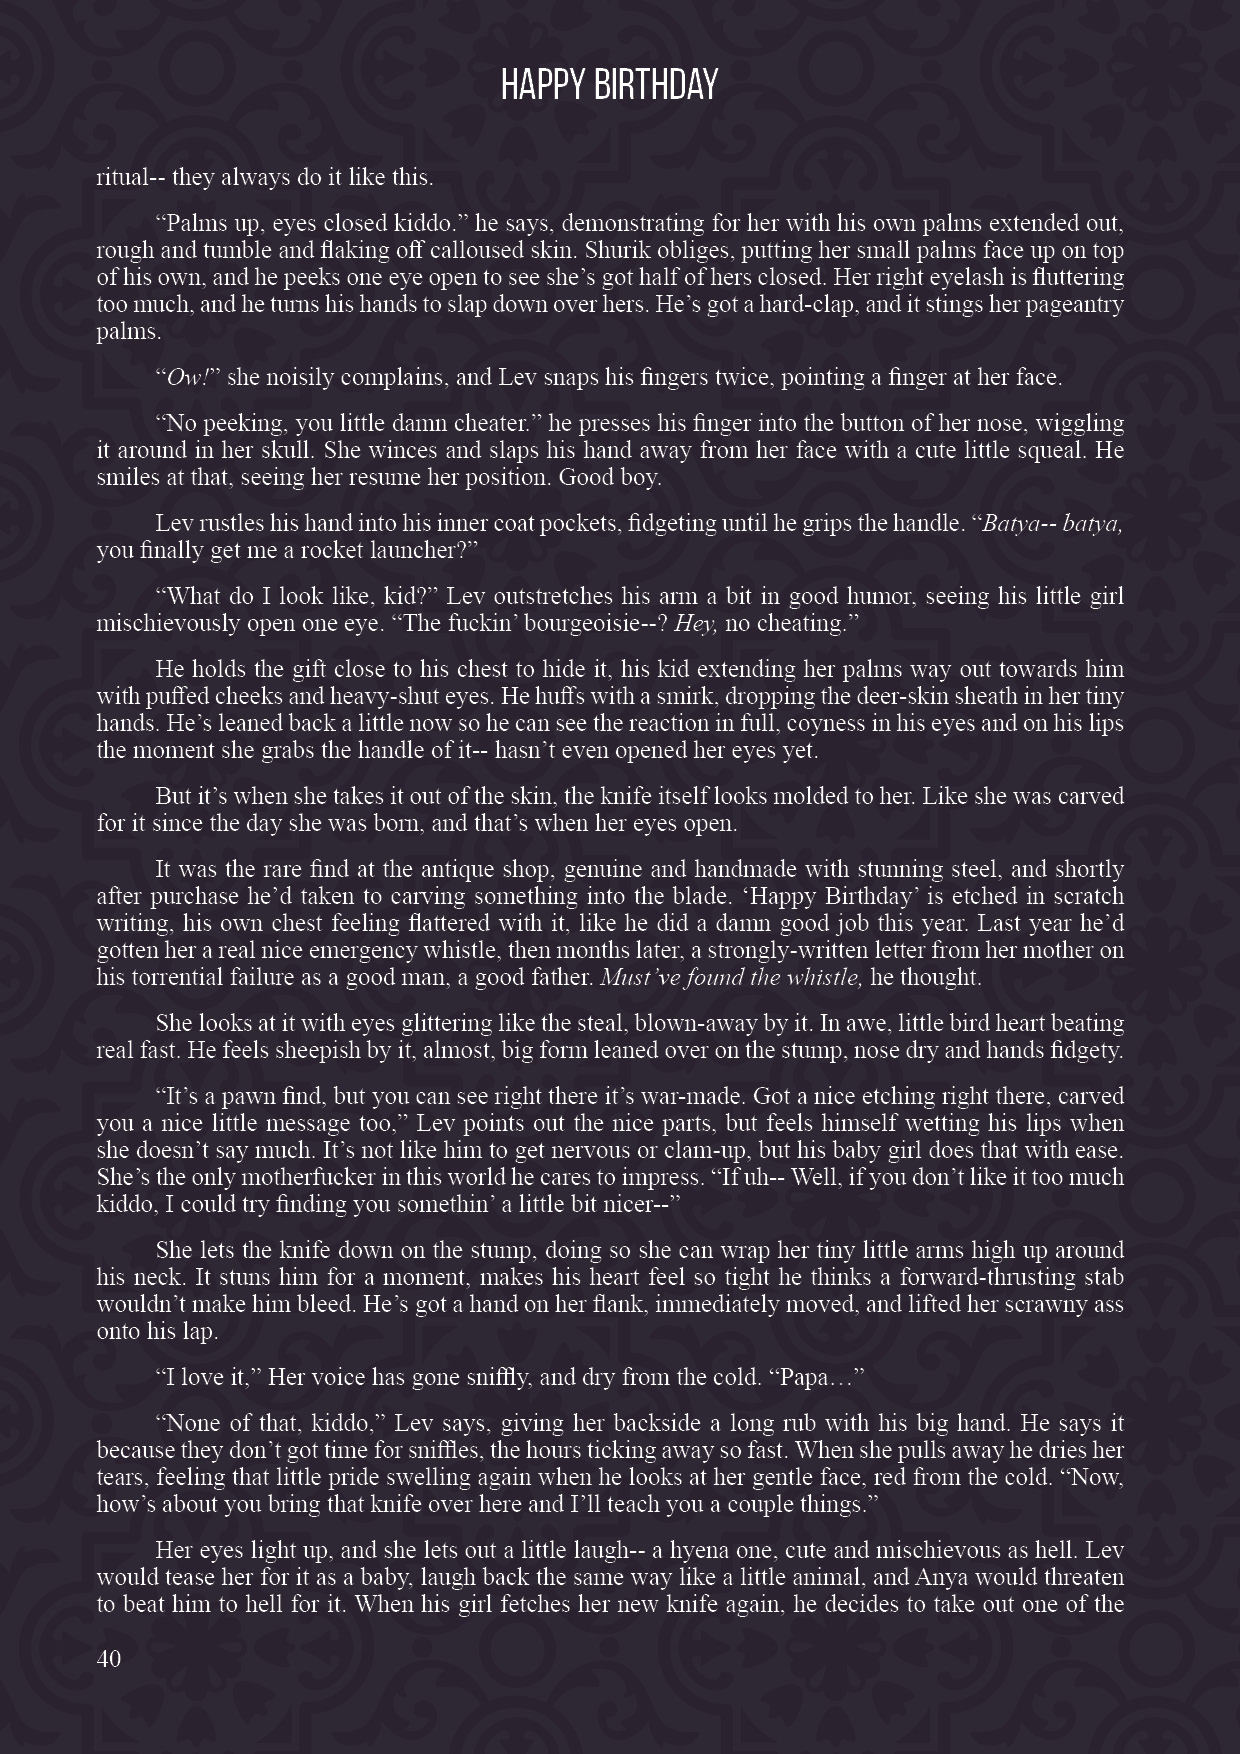 HAPPY BIRTHDAY
ritual-- they always do it like this.
“Palms up, eyes closed kiddo.” he says, demonstrating for her with his own palms extended out,
rough and tumble and flaking off calloused skin. Shurik obliges, putting her small palms face up on top
of his own, and he peeks one eye open to see she’s got half of hers closed. Her right eyelash is fluttering
too much, and he turns his hands to slap down over hers. He’s got a hard-clap, and it stings her pageantry
palms.
“Ow!” she noisily complains, and Lev snaps his fingers twice, pointing a finger at her face.
“No peeking, you little damn cheater.” he presses his finger into the button of her nose, wiggling
it around in her skull. She winces and slaps his hand away from her face with a cute little squeal. He
smiles at that, seeing her resume her position. Good boy.
Lev rustles his hand into his inner coat pockets, fidgeting until he grips the handle. “Batya-- batya,
you finally get me a rocket launcher?”
“What do I look like, kid?” Lev outstretches his arm a bit in good humor, seeing his little girl
mischievously open one eye. “The fuckin’ bourgeoisie--? Hey, no cheating.”
He holds the gift close to his chest to hide it, his kid extending her palms way out towards him
with puffed cheeks and heavy-shut eyes. He huffs with a smirk, dropping the deer-skin sheath in her tiny
hands. He’s leaned back a little now so he can see the reaction in full, coyness in his eyes and on his lips
the moment she grabs the handle of it-- hasn’t even opened her eyes yet.
But it’s when she takes it out of the skin, the knife itself looks molded to her. Like she was carved
for it since the day she was born, and that’s when her eyes open.
It was the rare find at the antique shop, genuine and handmade with stunning steel, and shortly
after purchase he’d taken to carving something into the blade. ‘Happy Birthday’ is etched in scratch
writing, his own chest feeling flattered with it, like he did a damn good job this year. Last year he’d
gotten her a real nice emergency whistle, then months later, a strongly-written letter from her mother on
his torrential failure as a good man, a good father. Must’ve found the whistle, he thought.
She looks at it with eyes glittering like the steal, blown-away by it. In awe, little bird heart beating
real fast. He feels sheepish by it, almost, big form leaned over on the stump, nose dry and hands fidgety.
“It’s a pawn find, but you can see right there it’s war-made. Got a nice etching right there, carved
you a nice little message too,” Lev points out the nice parts, but feels himself wetting his lips when
she doesn’t say much. It’s not like him to get nervous or clam-up, but his baby girl does that with ease.
She’s the only motherfucker in this world he cares to impress. “If uh-- Well, if you don’t like it too much
kiddo, I could try finding you somethin’ a little bit nicer--”
She lets the knife down on the stump, doing so she can wrap her tiny little arms high up around
his neck. It stuns him for a moment, makes his heart feel so tight he thinks a forward-thrusting stab
wouldn’t make him bleed. He’s got a hand on her flank, immediately moved, and lifted her scrawny ass
onto his lap.
“I love it,” Her voice has gone sniffly, and dry from the cold. “Papa…”
“None of that, kiddo,” Lev says, giving her backside a long rub with his big hand. He says it
because they don’t got time for sniffles, the hours ticking away so fast. When she pulls away he dries her
tears, feeling that little pride swelling again when he looks at her gentle face, red from the cold. “Now,
how’s about you bring that knife over here and I’ll teach you a couple things.”
Her eyes light up, and she lets out a little laugh-- a hyena one, cute and mischievous as hell. Lev
would tease her for it as a baby, laugh back the same way like a little animal, and Anya would threaten
to beat him to hell for it. When his girl fetches her new knife again, he decides to take out one of the
40